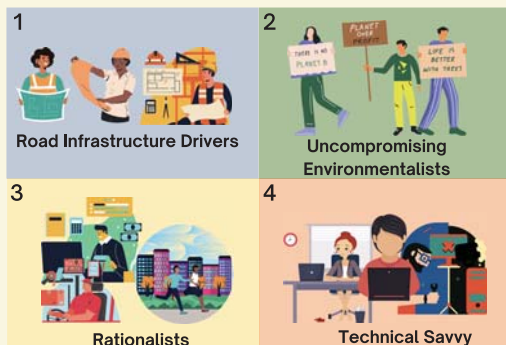 1
Road Infrastructure Drivers
2
THERE IS NO
PLANET B
PLANET
OVER
PROFIT
LIFE IS
BETTER
WITH TREES
Uncompromising
Environmentalists
3
Rationalists
4
Technical Savvy